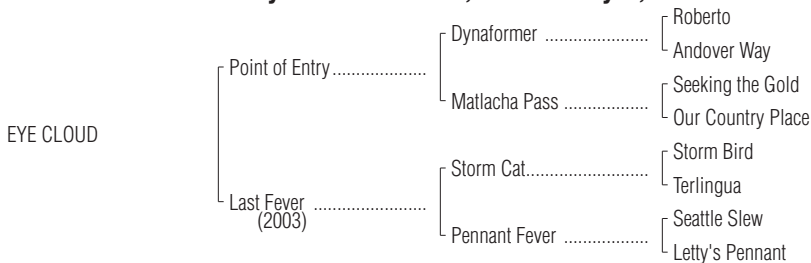 Roberto
Dynaformer ..................
Andover Way
Point of Entry....................
Seeking the Gold
Matlacha Pass ................
Our Country Place
EYE CLOUD
Storm Bird
Storm Cat.......................
Terlingua
Last Fever ......................
(2003)
Seattle Slew
Pennant Fever ................
Letty's Pennant